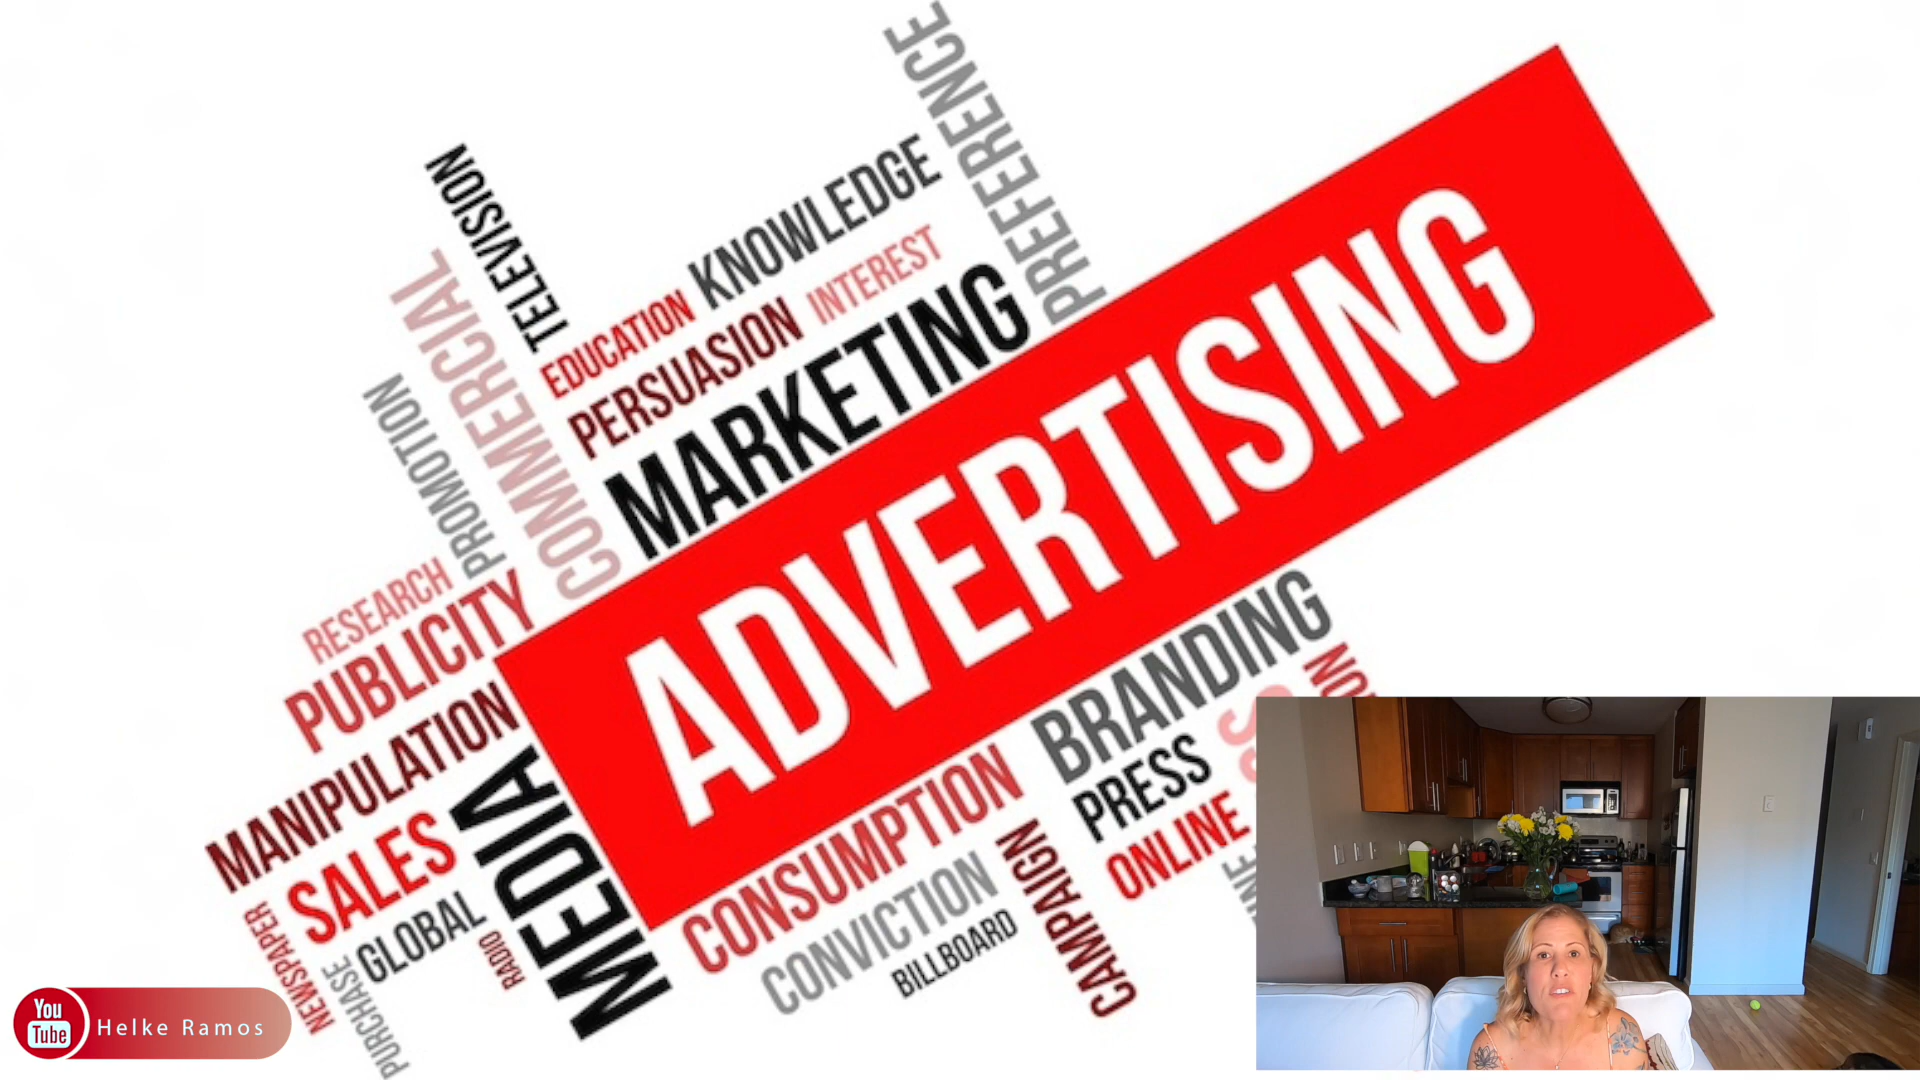 PREFERENCE
TELEVISION
KNOWLEDGE
EDUCATION
INTEREST
PERSUASION
COMMERCIAL
MARKETING
PROMOTION
ADVERTISING
RESEARCH
PUBLICITY
MANIPULATION
MEDIA
BRANDING
PRESS
ONLINE
CONSUMPTION
CONVICTION
BILLBOARD
CAMPAIGN
SALES
GLOBAL
RADIO
NEWSPAPER
PURCHASE
You
Tube
Helke Ramos